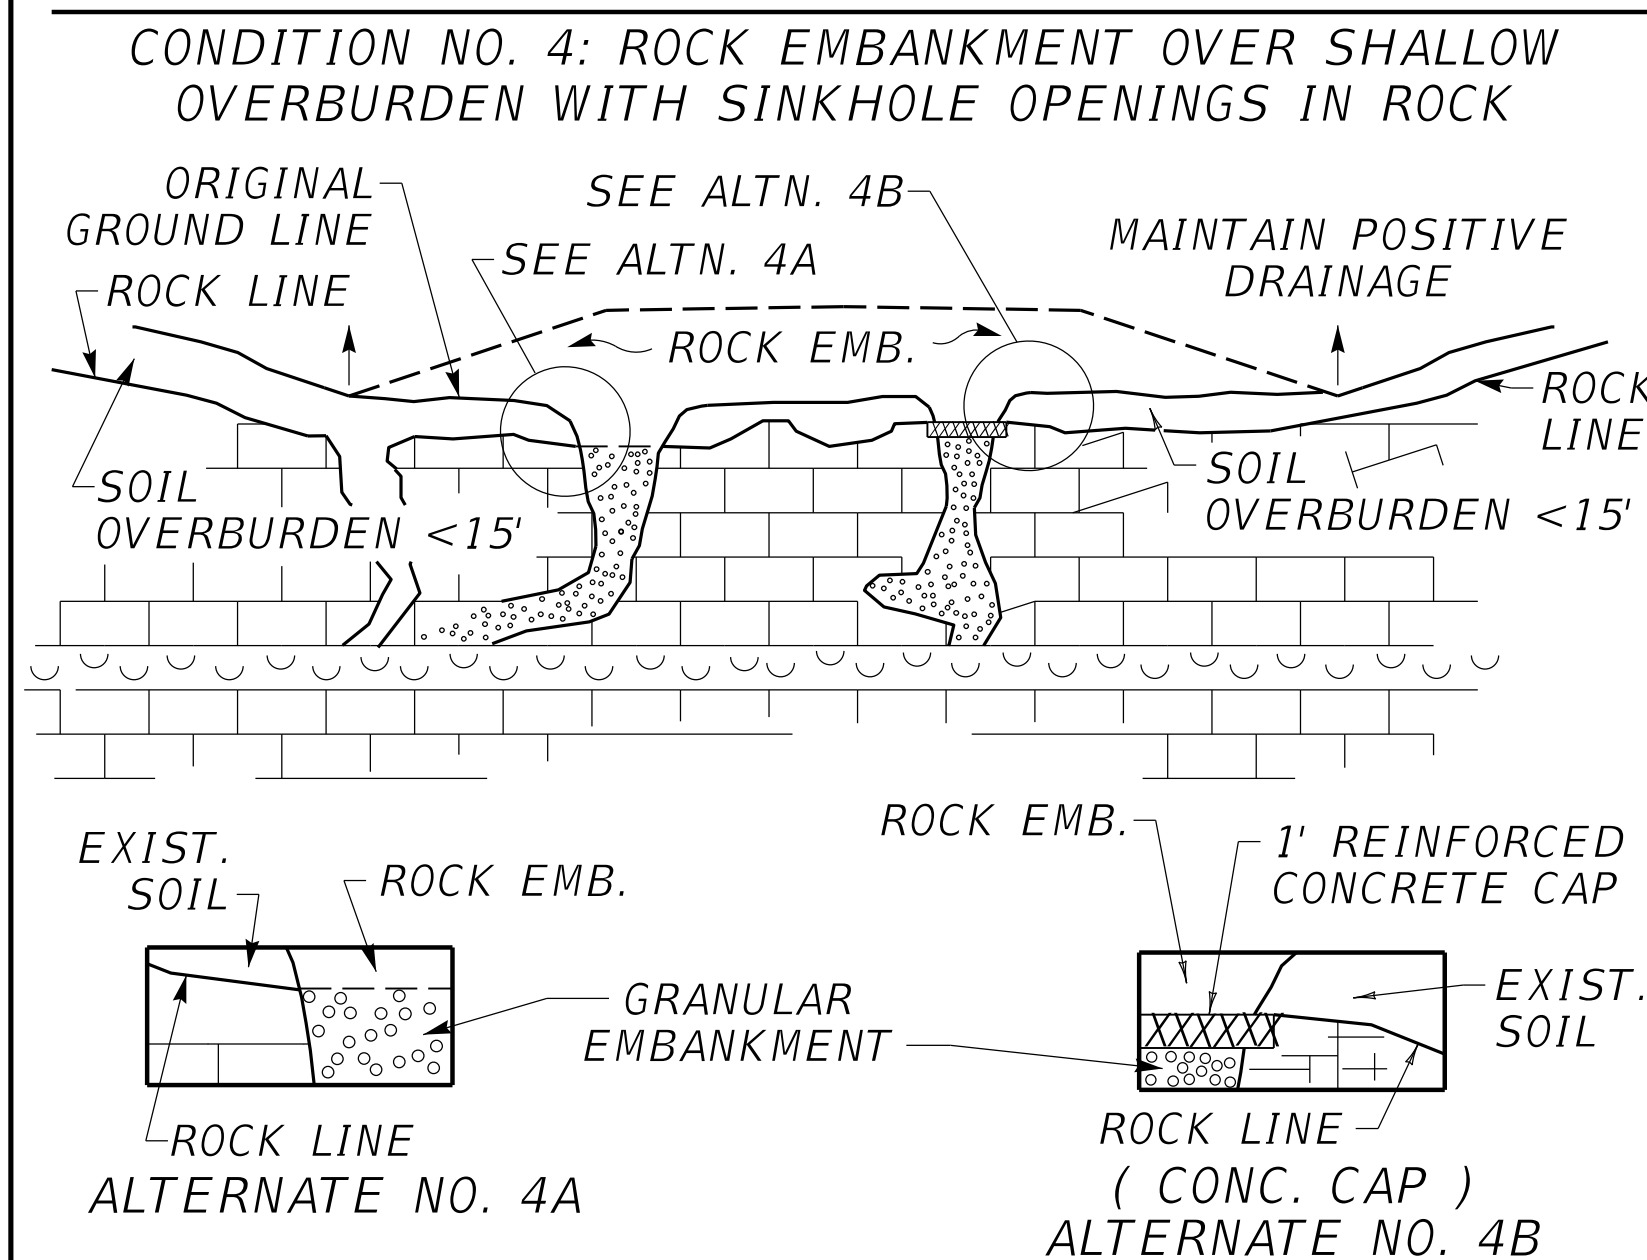 CONDITION NO. 4: ROCK EMBANKMENT OVER SHALLOW
OVERBURDEN WITH SINKHOLE OPENINGS IN ROCK
ORIGINAL
GROUND LINE
ROCK LINE
SEE ALTN. 4B
SEE ALTN. 4A
MAINTAIN POSITIVE
DRAINAGE
ROCK EMB.
ROCK
LINE
SOIL
OVERBURDEN <15'
SOIL
OVERBURDEN <15'
EXIST.
SOIL
ROCK EMB.
GRANULAR
EMBANKMENT
ROCK LINE
ALTERNATE NO. 4A
ROCK EMB.
1' REINFORCED
CONCRETE CAP
EXIST.
SOIL
ROCK LINE
( CONC. CAP )
ALTERNATE NO. 4B